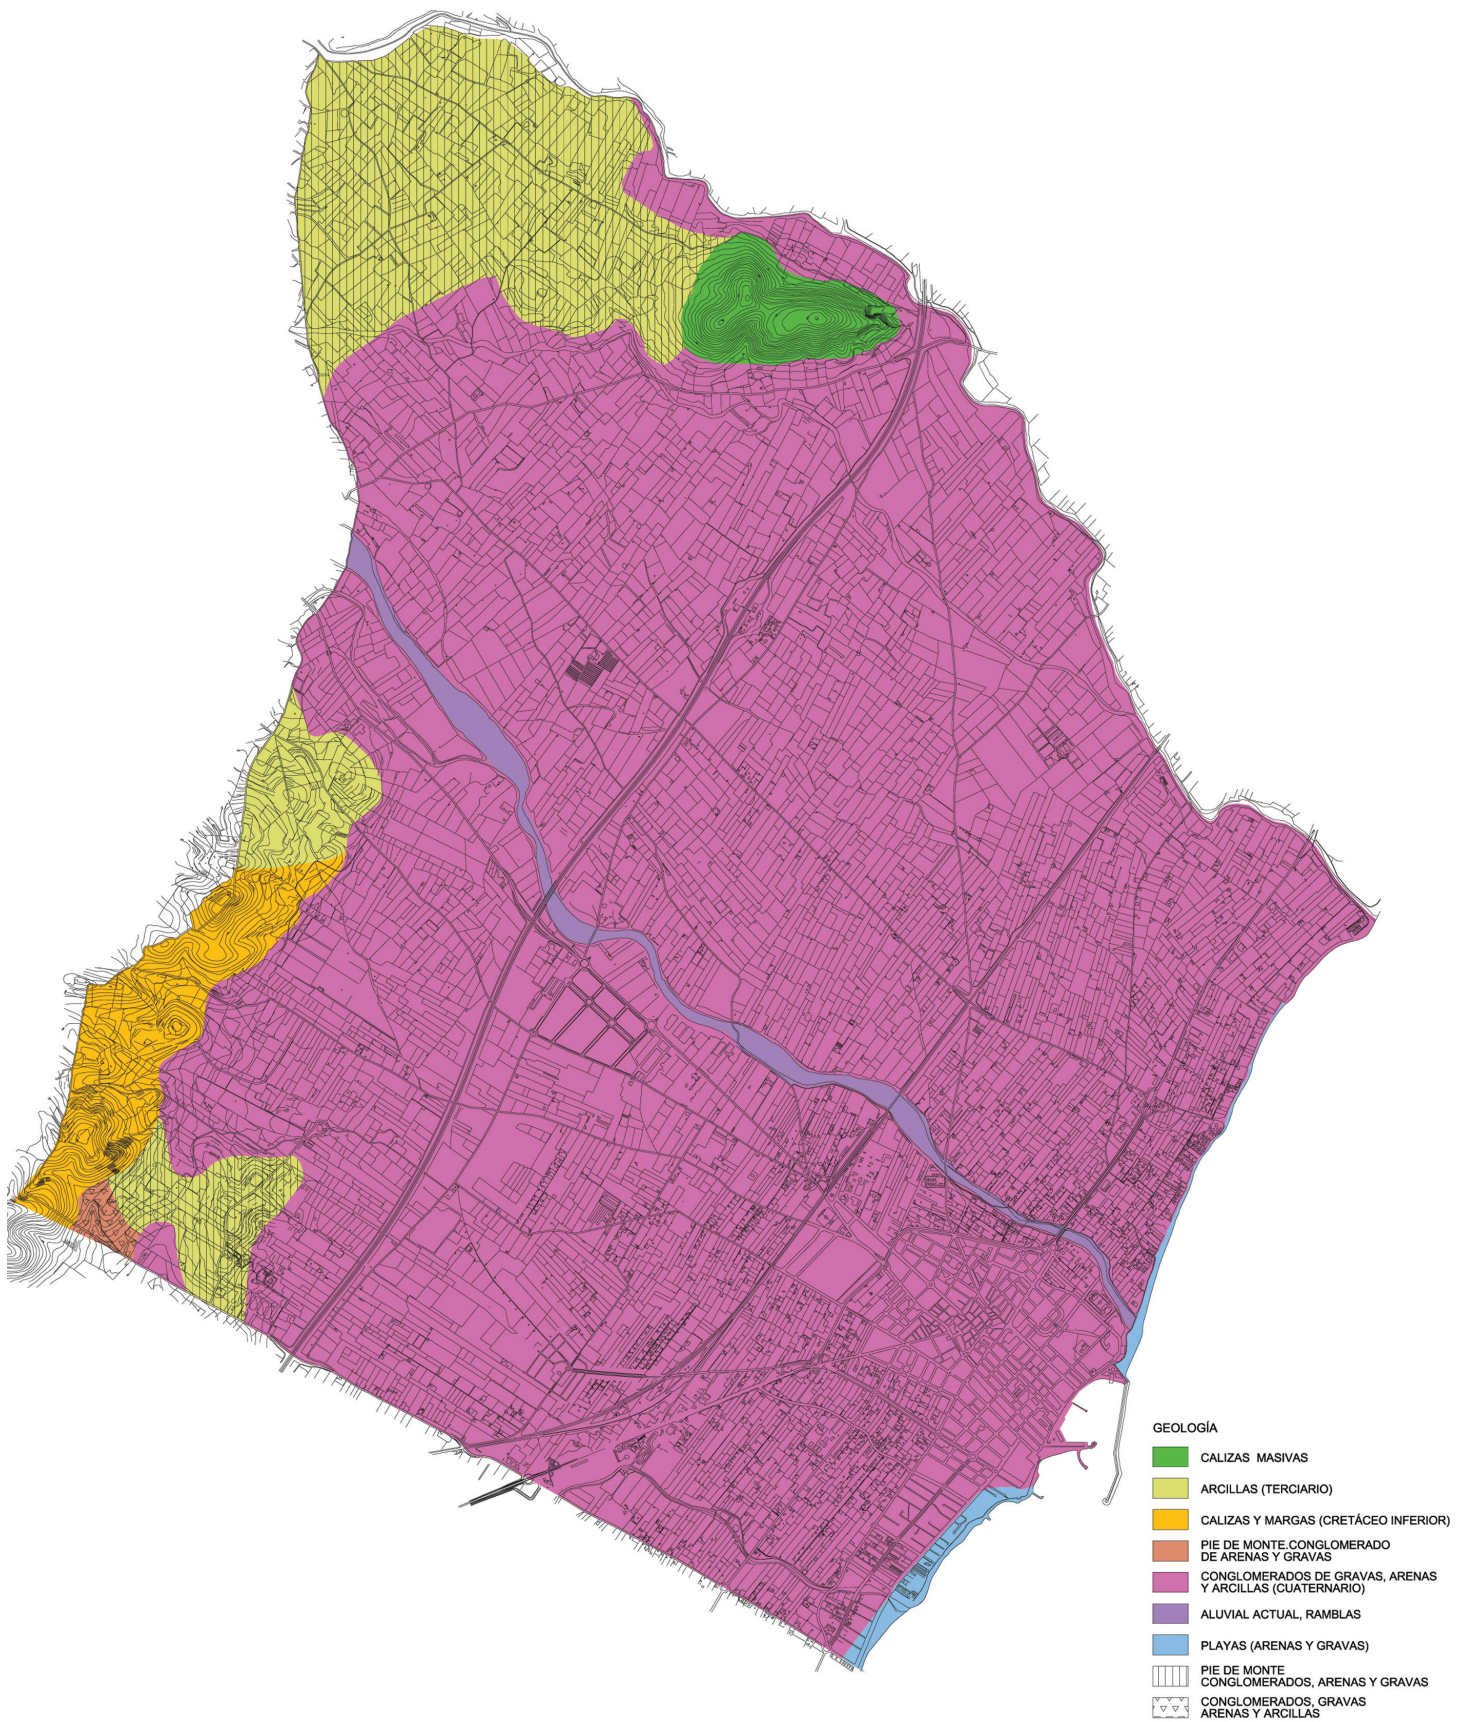 GEOLOGÍA
CALIZAS MASIVAS
ARCILLAS (TERCIARIO)
CALIZAS Y MARGAS (CRETÁCEO INFERIOR)
PIE DE MONTE.CONGLOMERADO
DE ARENAS Y GRAVAS
CONGLOMERADOS DE GRAVAS, ARENAS
Y ARCILLAS (CUATERNARIO)
ALUVIAL ACTUAL, RAMBLAS
PLAYAS (ARENAS Y GRAVAS)
PIE DE MONTE
CONGLOMERADOS, ARENAS Y GRAVAS
CONGLOMERADOS, GRAVAS
ARENAS Y ARCILLAS